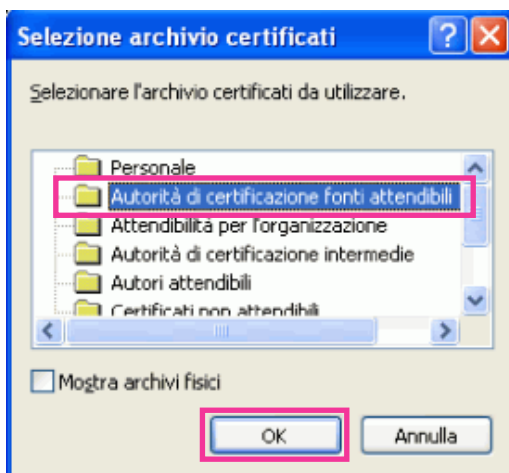 Selezione archivio certificati
Selezionare l'archivio certificati da utilizzare.
Personale
Autorità di certificazione fonti attendibili
Attendibilità per l'organizzazione
Autorità di certificazione intermedie
Autori attendibili
Certificati non attendibili
Mostra archivi fisici
OK Annulla